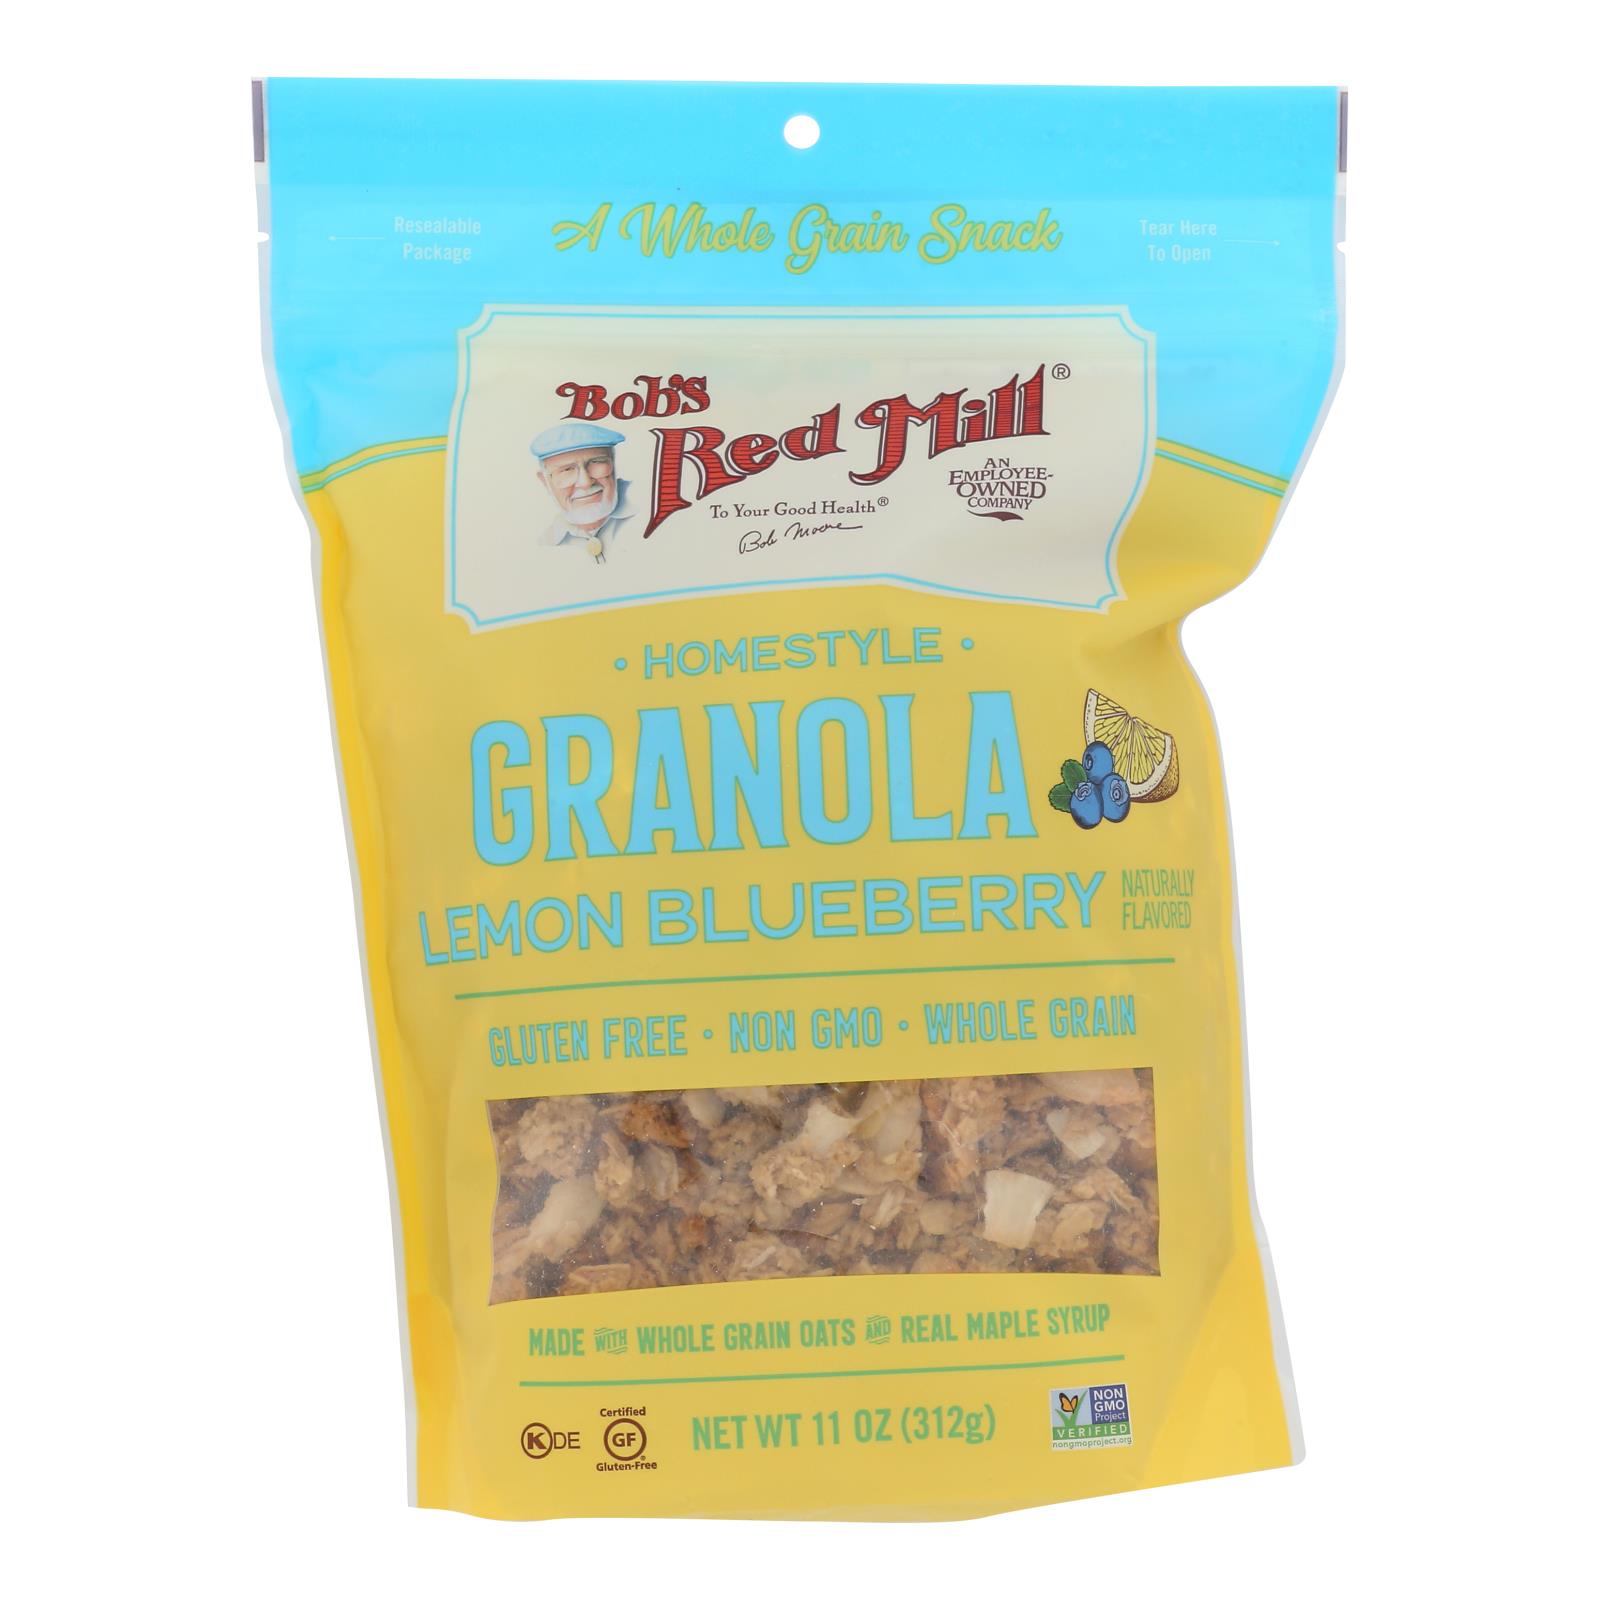 A Whole Grain Snack
Resealable
Package
Tear Here
To Open
Bob's
Red Mill®
To Your Good Health®
Bob Moore
AN
EMPLOYEE-
OWNED
COMPANY
• HOMESTYLE •
GRANOLA
LEMON BLUEBERRY
NATURALLY
FLAVORED
GLUTEN FREE • NON GMO • WHOLE GRAIN
MADE WITH WHOLE GRAIN OATS AND REAL MAPLE SYRUP
K DE
Certified
GF
Gluten-Free
NET WT 11 OZ (312g)
NON
GMO
Project
VERIFIED
nongmoproject.org